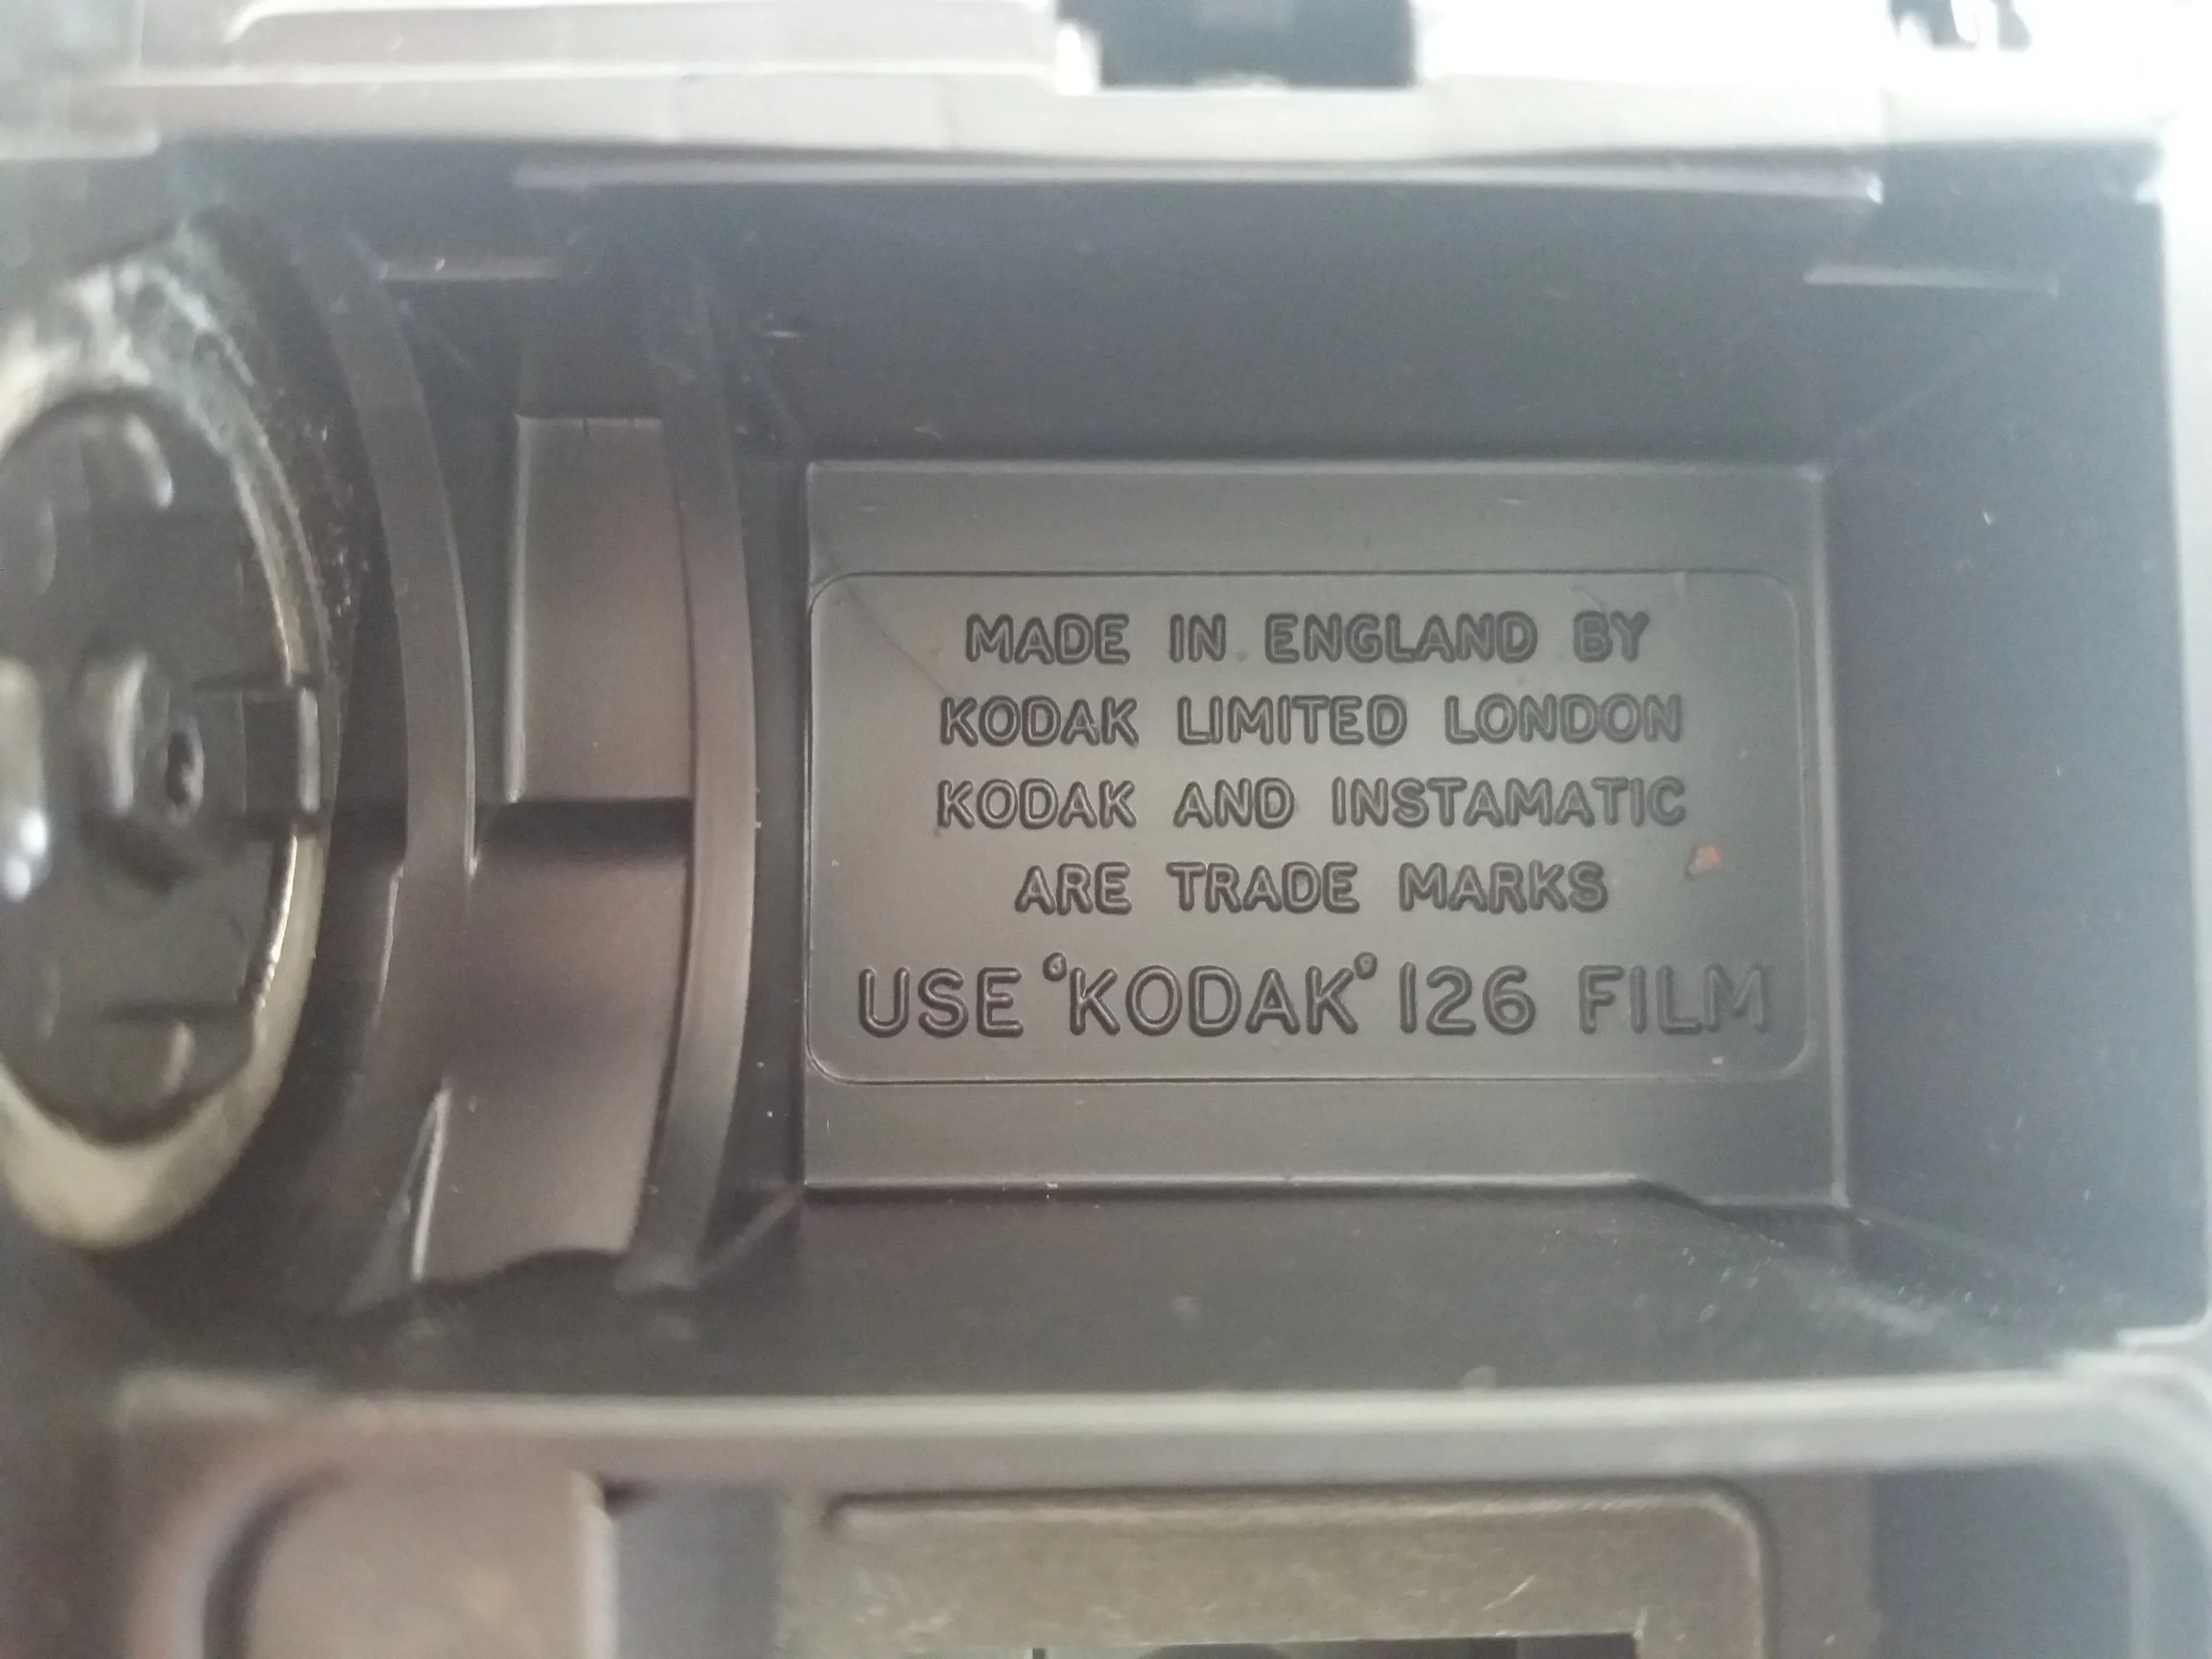 MADE IN ENGLAND BY
KODAK LIMITED LONDON
KODAK AND INSTAMATIC
ARE TRADE MARKS
USE ‘KODAK’ 126 FILM